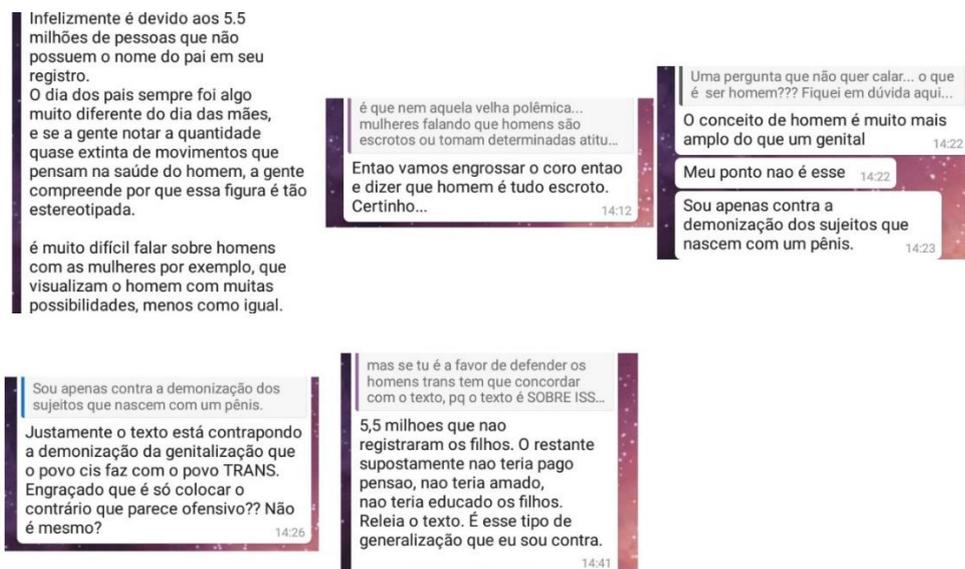 Infelizmente é devido aos 5.5
milhões de pessoas que não
possuem o nome do pai em seu
registro.
O dia dos pais sempre foi algo
muito diferente do dia das mães,
e se a gente notar a quantidade
quase extinta de movimentos que
pensam na saúde do homem, a gente
compreende por que essa figura é tão
estereotipada.
é muito difícil falar sobre homens
com as mulheres por exemplo, que
visualizam o homem com muitas
possibilidades, menos como igual.
é que nem aquela velha polêmica...
mulheres falando que homens são
escrotos ou tomam determinadas atitu...
Entao vamos engrossar o coro entao
e dizer que homem é tudo escroto.
Certinho... 14:12
Uma pergunta que não quer calar... o que
é ser homem??? Fiquei em dúvida aqui...
O conceito de homem é muito mais
amplo do que um genital 14:22
Meu ponto nao é esse 14:22
Sou apenas contra a
demonização dos sujeitos que
nascem com um pênis. 14:23
Sou apenas contra a demonização dos
sujeitos que nascem com um pênis.
Justamente o texto está contrapondo
a demonização da genitalização que
o povo cis faz com o povo TRANS.
Engraçado que é só colocar o
contrário que parece ofensivo?? Não
é mesmo? 14:26
mas se tu é a favor de defender os
homens trans tem que concordar
com o texto, pq o texto é SOBRE ISS...
5,5 milhoes que nao
registraram os filhos. O restante
supostamente nao teria pago
pensao, nao teria amado,
nao teria educado os filhos.
Releia o texto. É esse tipo de
generalização que eu sou contra.
14:41